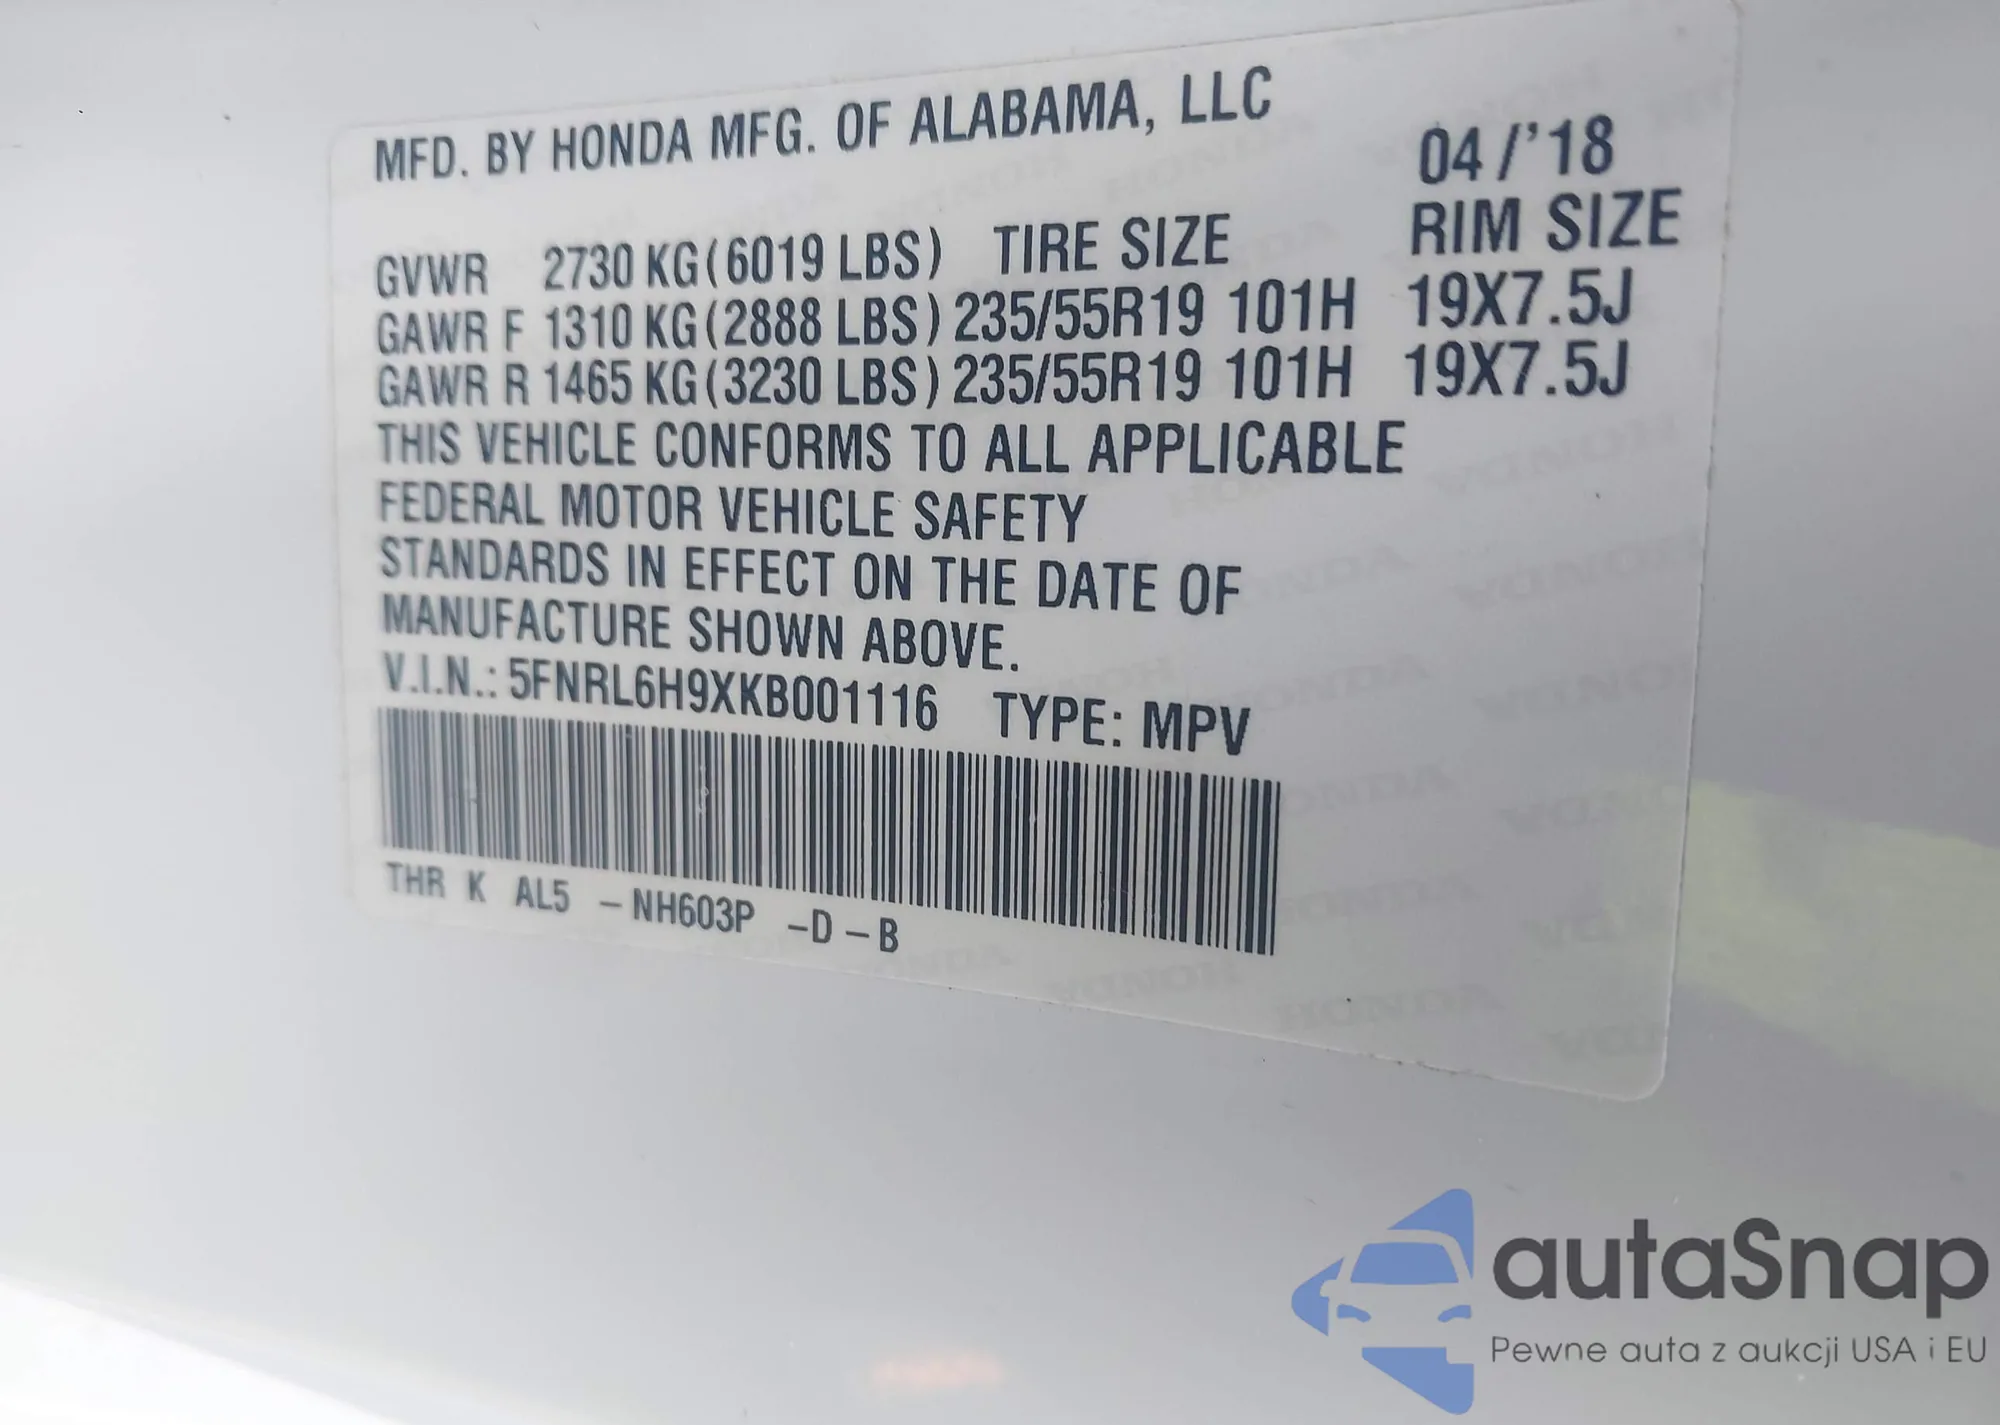 MFD. BY HONDA MFG. OF ALABAMA, LLC 04/'18
GVWR 2730 KG(6019 LBS) TIRE SIZE RIM SIZE
GAWR F 1310 KG(2888 LBS) 235/55R19 101H 19X7.5J
GAWR R 1465 KG(3230 LBS) 235/55R19 101H 19X7.5J
THIS VEHICLE CONFORMS TO ALL APPLICABLE
FEDERAL MOTOR VEHICLE SAFETY
STANDARDS IN EFFECT ON THE DATE OF
MANUFACTURE SHOWN ABOVE.
V.I.N.: 5FNRL6H9XKB001116 TYPE: MPV
THR K AL5 -NH603P -D-B
autaSnap
Pewne auta z aukcji USA i EU